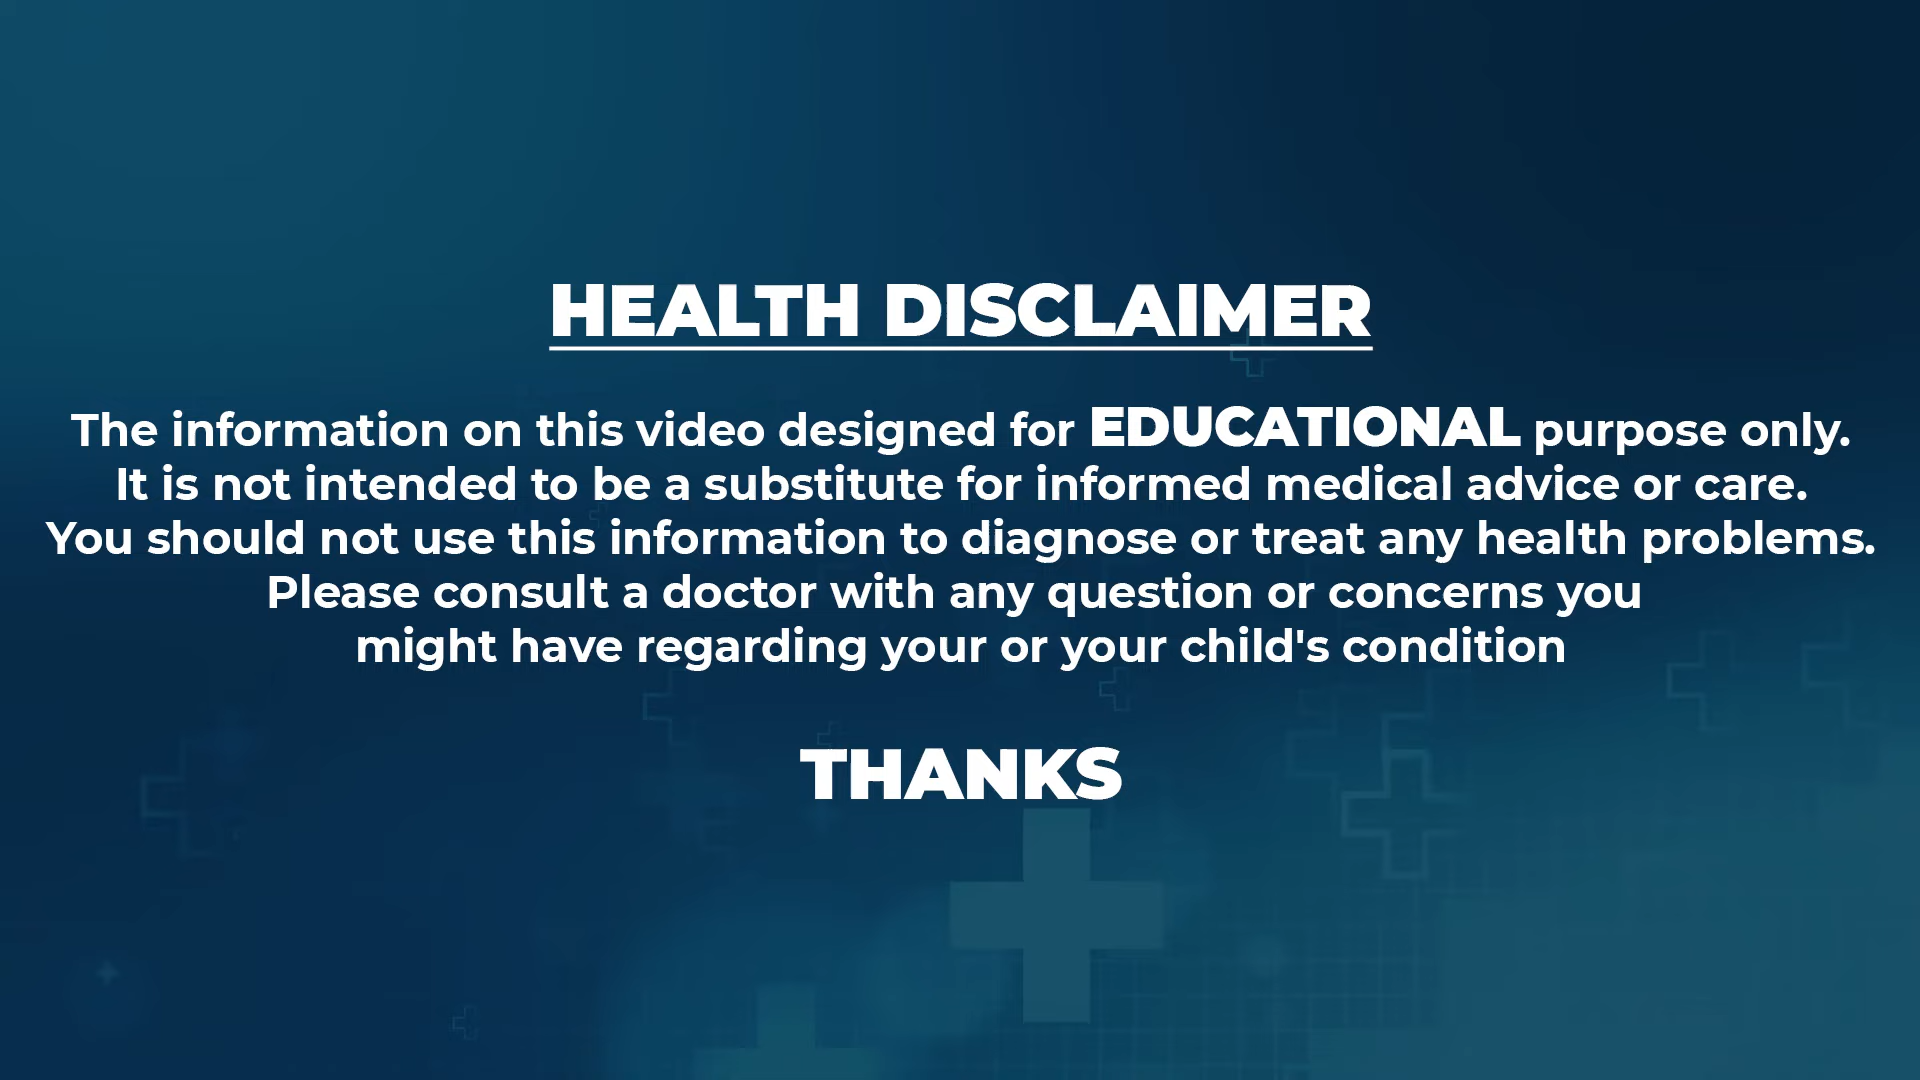 HEALTH DISCLAIMER
The information on this video designed for EDUCATIONAL purpose only.
It is not intended to be a substitute for informed medical advice or care.
You should not use this information to diagnose or treat any health problems.
Please consult a doctor with any question or concerns you
might have regarding your or your child's condition
THANKS